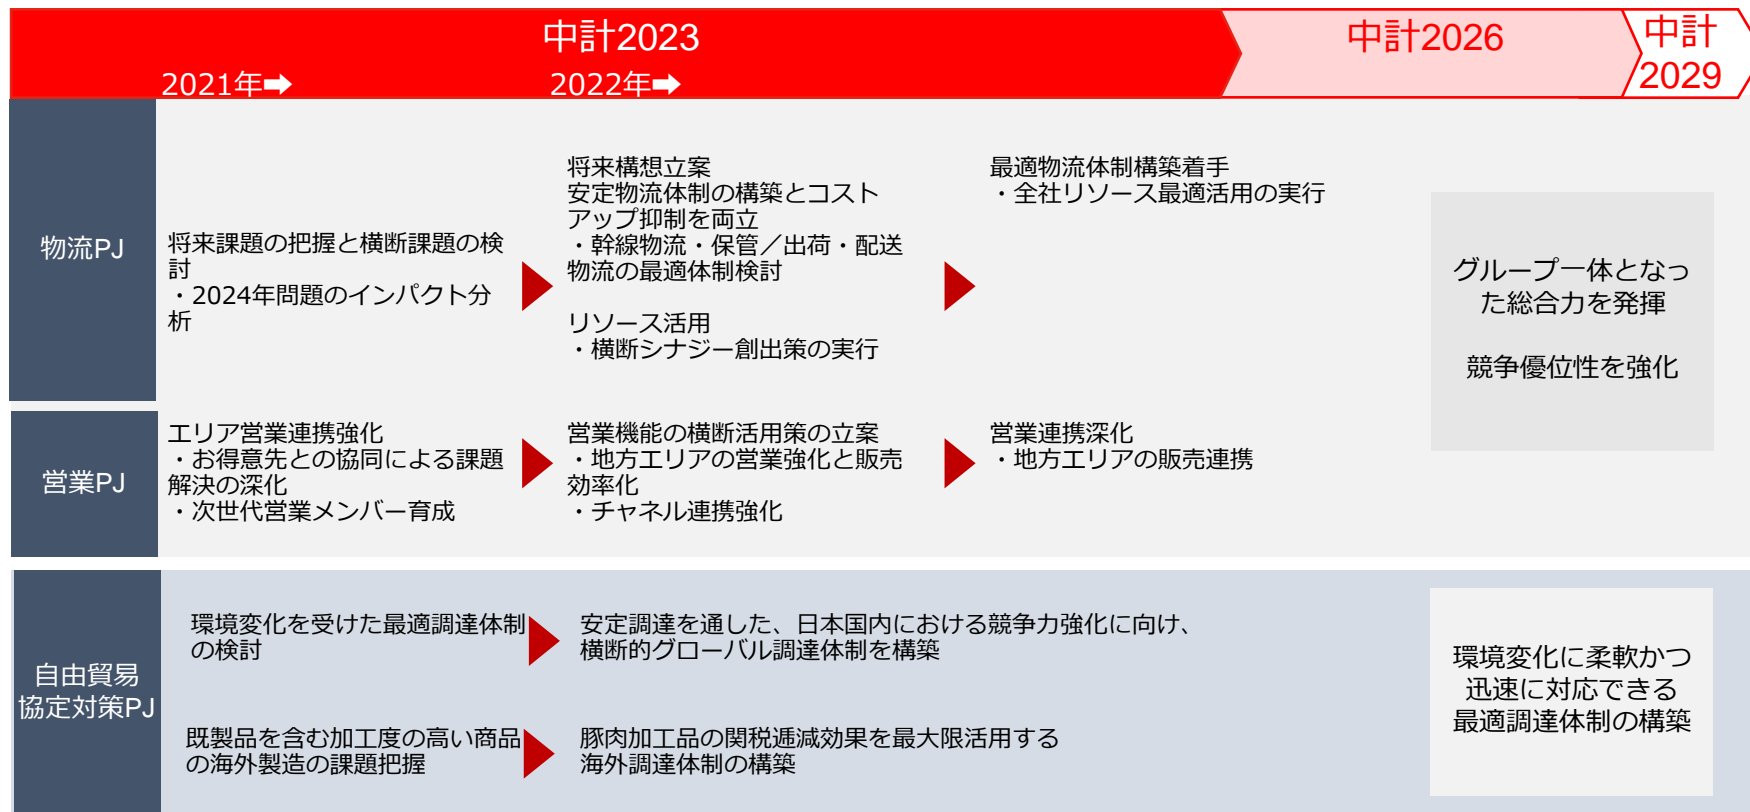 中計2023
2021年➡
2022年➡
中計2026
中計
2029
物流PJ
将来課題の把握と横断課題の検
討
・2024年問題のインパクト分
析
将来構想立案
安定物流体制の構築とコスト
アップ抑制を両立
・幹線物流・保管／出荷・配送
物流の最適体制検討
リソース活用
・横断シナジー創出策の実行
最適物流体制構築着手
・全社リソース最適活用の実行
グループ一体となっ
た総合力を発揮
競争優位性を強化
営業PJ
エリア営業連携強化
・お得意先との協同による課題
解決の深化
・次世代営業メンバー育成
営業機能の横断活用策の立案
・地方エリアの営業強化と販売
効率化
・チャネル連携強化
営業連携深化
・地方エリアの販売連携
自由貿易
協定対策PJ
環境変化を受けた最適調達体制
の検討
安定調達を通した、日本国内における競争力強化に向け、
横断的グローバル調達体制を構築
既製品を含む加工度の高い商品
の海外製造の課題把握
豚肉加工品の関税逓減効果を最大限活用する
海外調達体制の構築
環境変化に柔軟かつ
迅速に対応できる
最適調達体制の構築